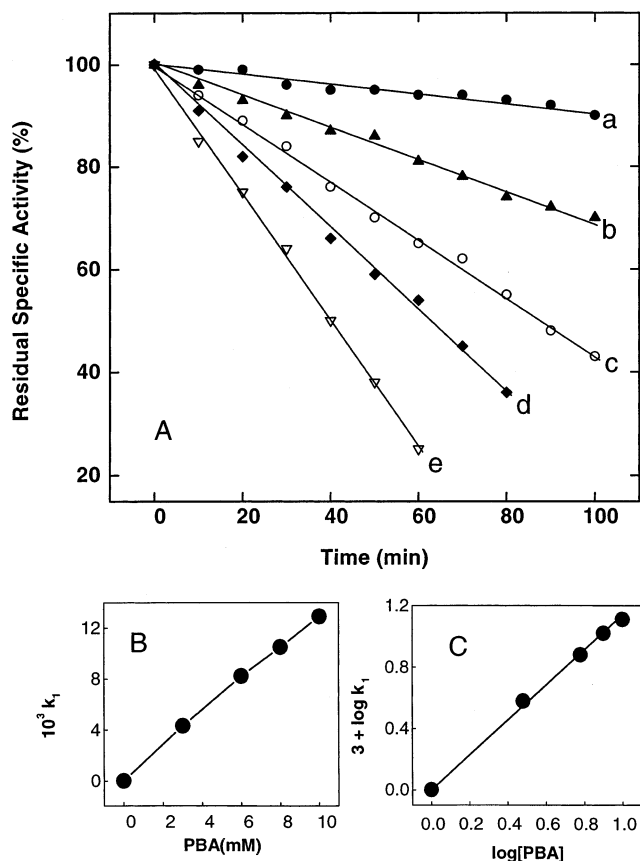 100
80
60
40
20
Residual Specific Activity (%)
a
b
c
d
e
A
0 20 40 60 80 100
Time (min)
B
12
8
4
0
10³ k₁
0 2 4 6 8 10
PBA(mM)
C
1.2
0.8
0.4
0.0
3 + log k₁
0.0 0.2 0.4 0.6 0.8 1.0
log[PBA]